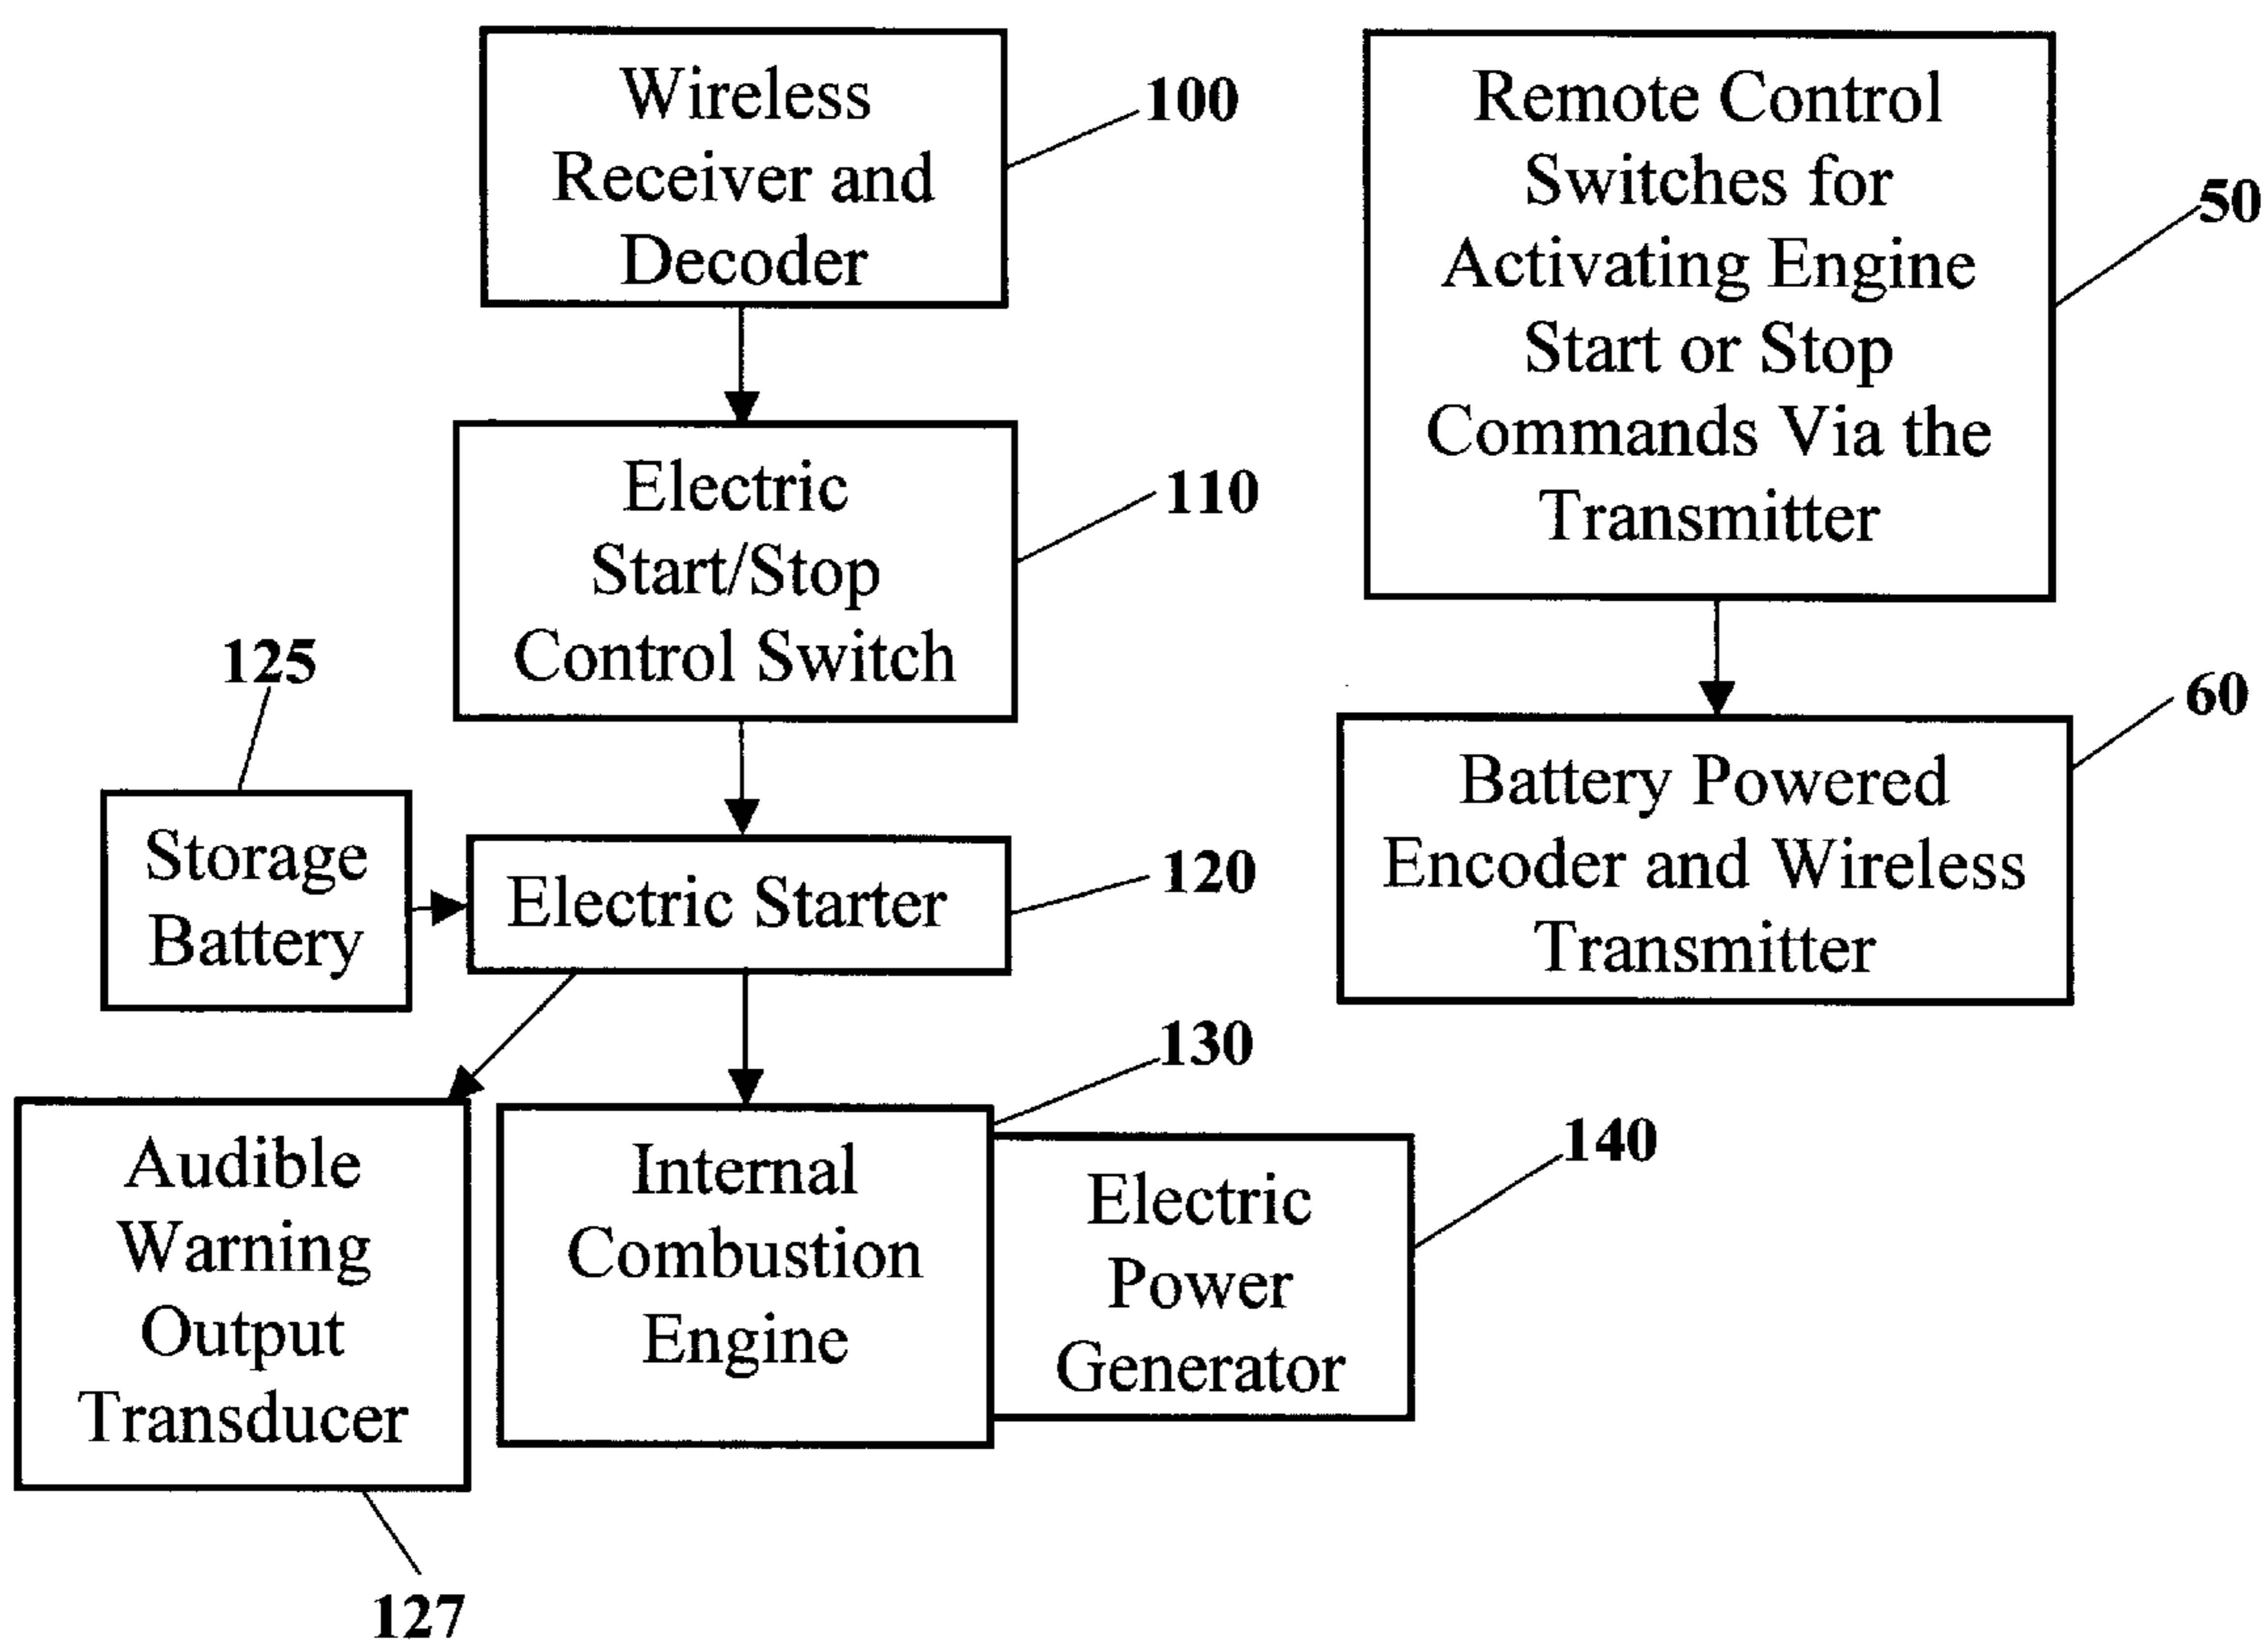 Wireless
Receiver and
Decoder
100
Remote Control
Switches for
Activating Engine
Start or Stop
Commands Via the
Transmitter
50
Electric
Start/Stop
Control Switch
110
125
Storage
Battery
Electric Starter
120
Battery Powered
Encoder and Wireless
Transmitter
60
Audible
Warning
Output
Transducer
127
Internal
Combustion
Engine
130
Electric
Power
Generator
140